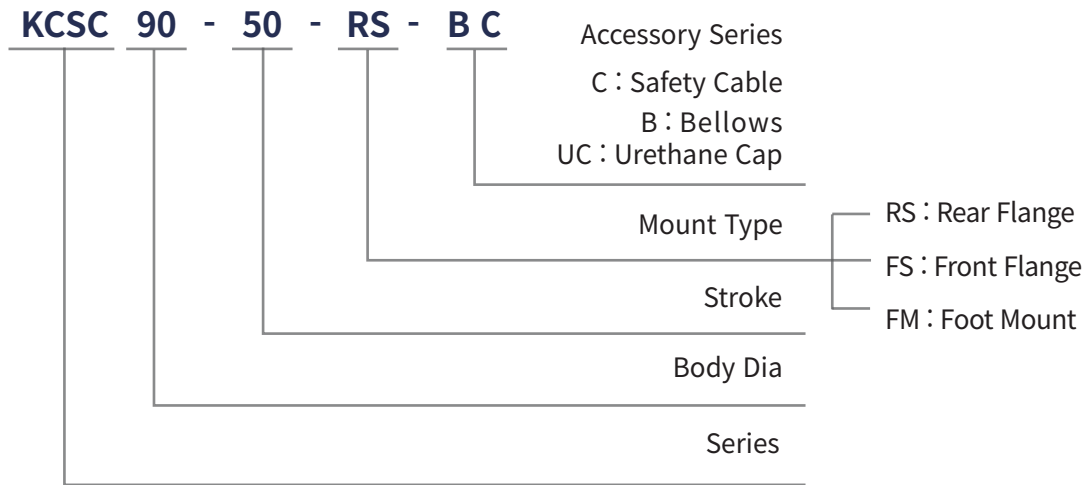 KCSC 90 - 50 - RS - B C
Accessory Series
C : Safety Cable
B : Bellows
UC : Urethane Cap
Mount Type
RS : Rear Flange
FS : Front Flange
FM : Foot Mount
Stroke
Body Dia
Series